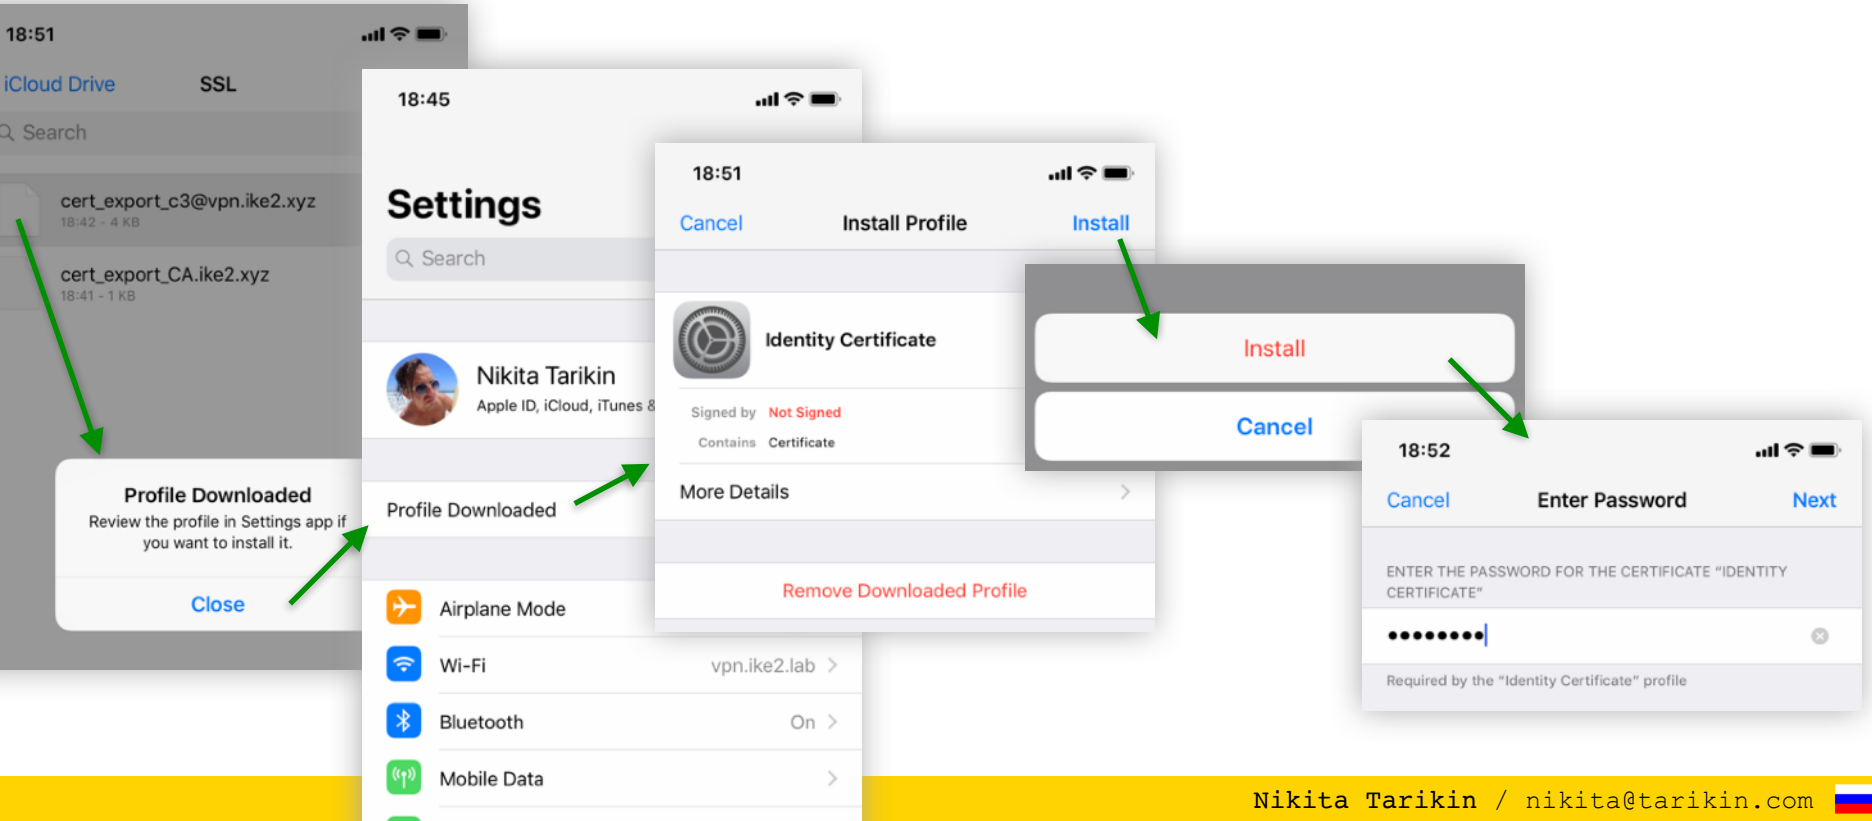 18:51
iCloud Drive
SSL
Search
cert_export_c3@vpn.ike2.xyz
18:42 - 4 KB
cert_export_CA.ike2.xyz
18:41 - 1 KB
Profile Downloaded
Review the profile in Settings app if
you want to install it.
Close
18:45
Settings
Search
Nikita Tarikin
Apple ID, iCloud, iTunes &
Profile Downloaded
Airplane Mode
Wi-Fi
vpn.ike2.lab
Bluetooth
On
Mobile Data
18:51
Cancel
Install Profile
Install
Identity Certificate
Signed by Not Signed
Contains Certificate
More Details
Remove Downloaded Profile
Install
Cancel
18:52
Cancel
Enter Password
Next
ENTER THE PASSWORD FOR THE CERTIFICATE “IDENTITY
CERTIFICATE”
Required by the “Identity Certificate” profile
Nikita Tarikin / nikita@tarikin.com